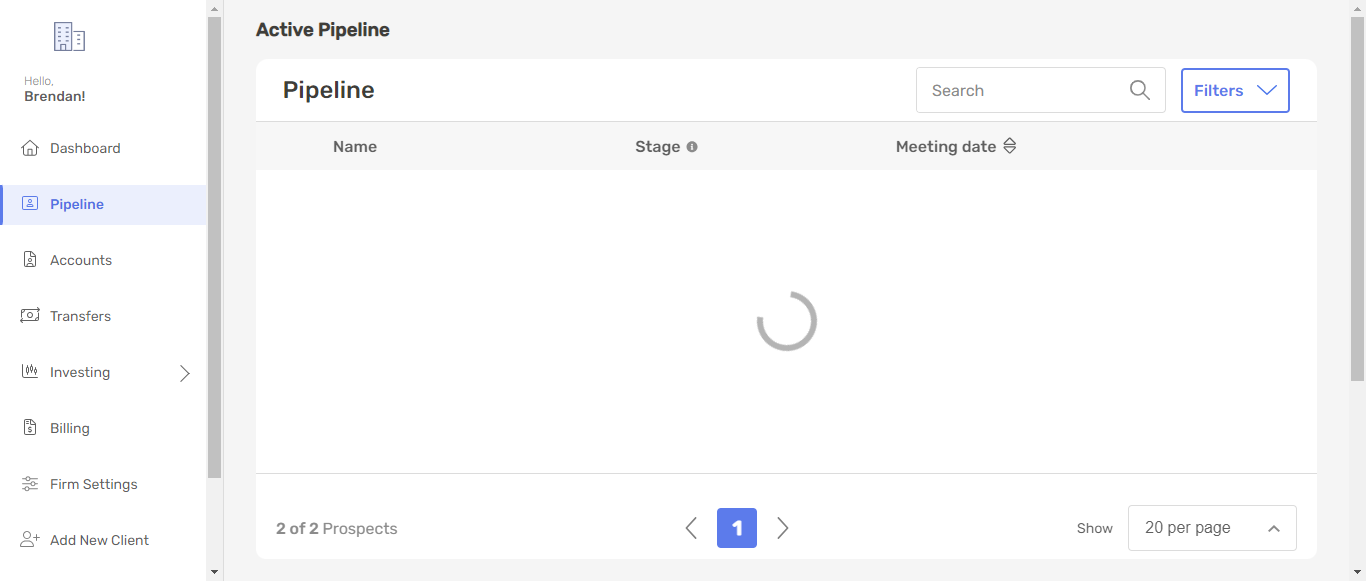 Hello,
Brendan!
Dashboard
Pipeline
Accounts
Transfers
Investing
Billing
Firm Settings
Add New Client
Active Pipeline
Pipeline
Search
Filters
Name Stage Meeting date
2 of 2 Prospects
1
Show 20 per page